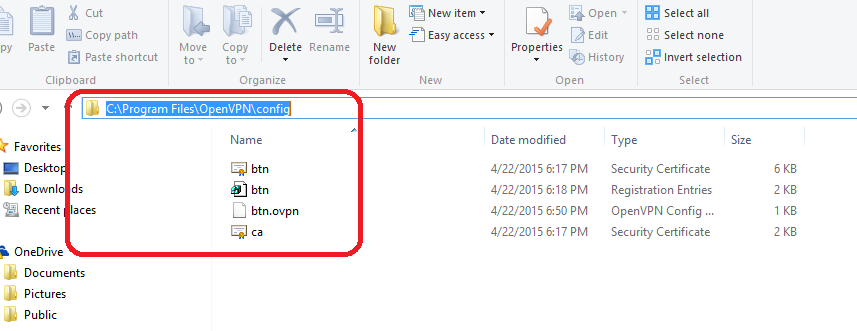 Cut
Copy path
Paste shortcut
Paste
Clipboard
Move to
Copy to
Delete
Rename
Organize
New folder
New item
Easy access
New
Properties
Open
Edit
History
Open
Select all
Select none
Invert selection
Select
C:\Program Files\OpenVPN\config
Favorites
Desktop
Downloads
Recent places
OneDrive
Documents
Pictures
Public
Name Date modified Type Size
btn 4/22/2015 6:17 PM Security Certificate 6 KB
btn 4/22/2015 6:18 PM Registration Entries 2 KB
btn.ovpn 4/22/2015 6:50 PM OpenVPN Config ... 1 KB
ca 4/22/2015 6:17 PM Security Certificate 2 KB